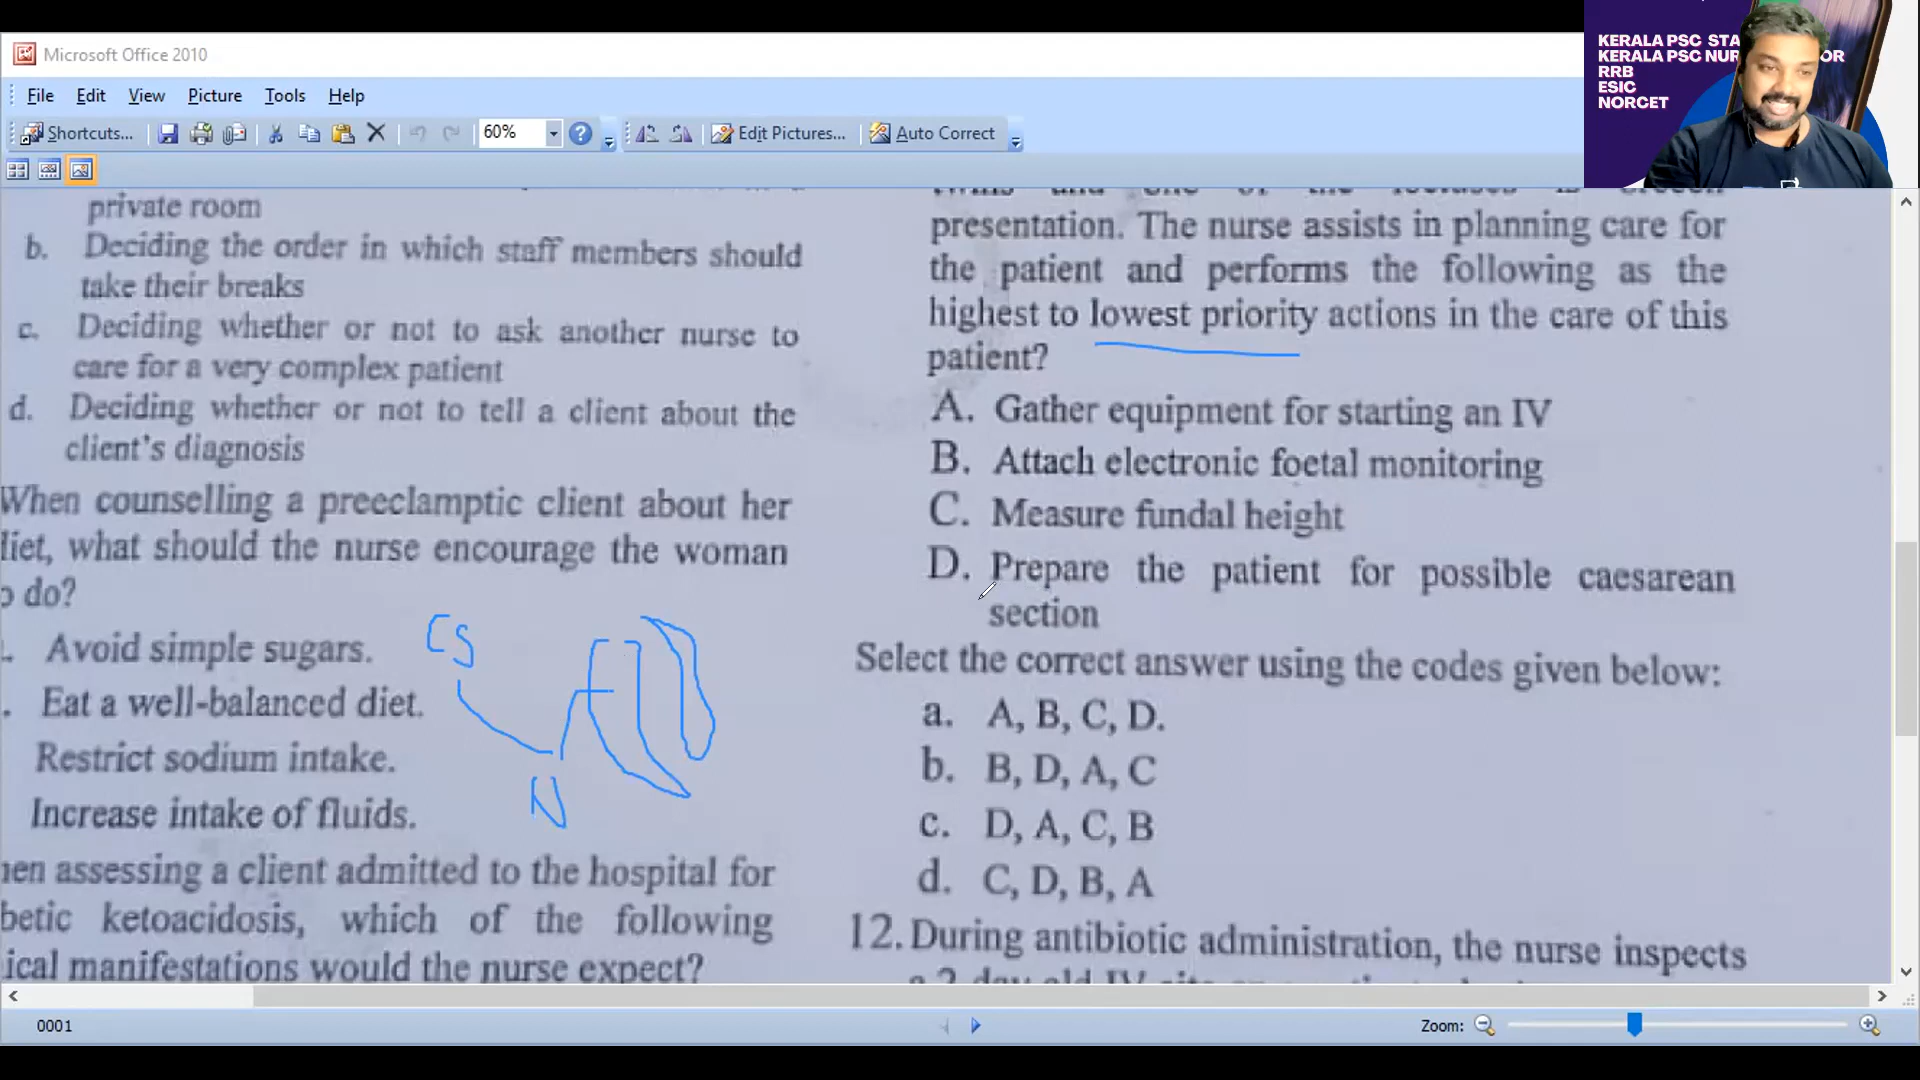 Microsoft Office 2010
File Edit View Picture Tools Help
Shortcuts... 60% Edit Pictures... Auto Correct
KERALA PSC STA
KERALA PSC NUR OR
RRB
ESIC
NORCET
private room
b. Deciding the order in which staff members should
take their breaks
c. Deciding whether or not to ask another nurse to
care for a very complex patient
d. Deciding whether or not to tell a client about the
client's diagnosis
When counselling a preeclamptic client about her
diet, what should the nurse encourage the woman
o do?
. Avoid simple sugars.
. Eat a well-balanced diet.
Restrict sodium intake.
Increase intake of fluids.
hen assessing a client admitted to the hospital for
betic ketoacidosis, which of the following
ical manifestations would the nurse expect?
CS
N
presentation. The nurse assists in planning care for
the patient and performs the following as the
highest to lowest priority actions in the care of this
patient?
A. Gather equipment for starting an IV
B. Attach electronic foetal monitoring
C. Measure fundal height
D. Prepare the patient for possible caesarean
section
Select the correct answer using the codes given below:
a. A, B, C, D.
b. B, D, A, C
c. D, A, C, B
d. C, D, B, A
12. During antibiotic administration, the nurse inspects
0001
Zoom: